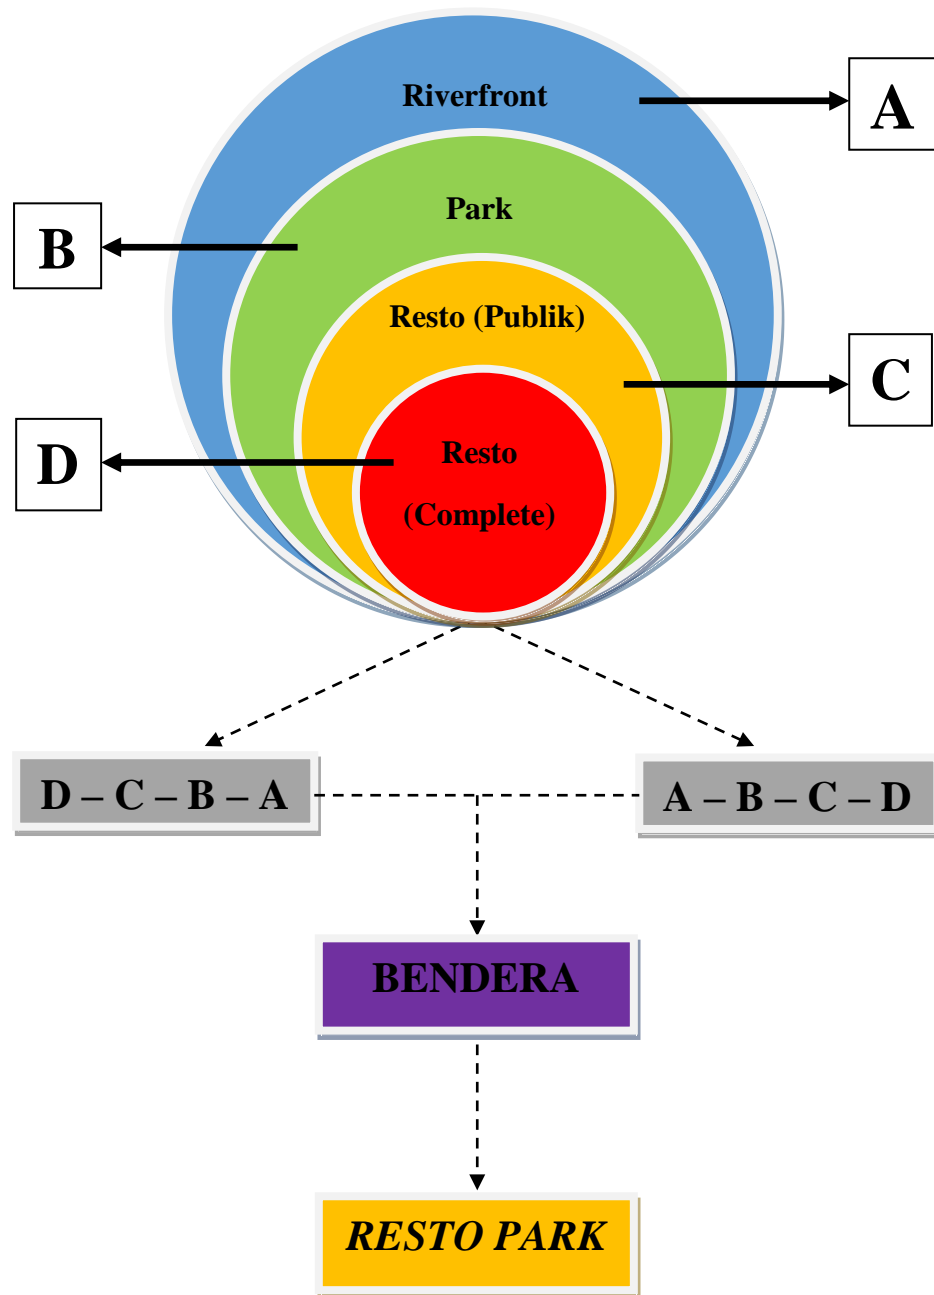 Riverfront
A
Park
B
Resto (Publik)
C
D
Resto
(Complete)
D – C – B – A
A – B – C – D
BENDERA
RESTO PARK